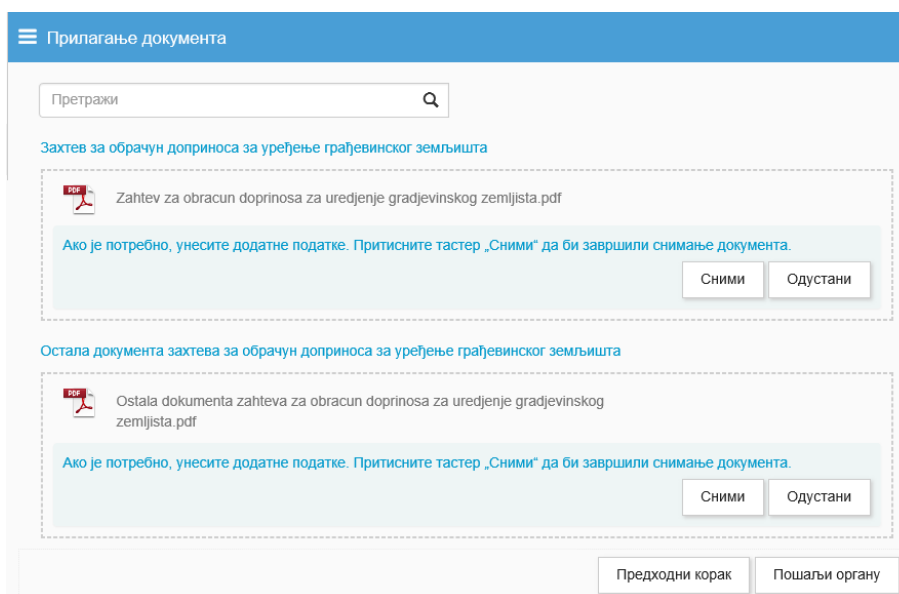 Прилагање документа
Претражи
Захтев за обрачун доприноса за уређење грађевинског земљишта
PDF
Zahtev za obracun doprinosa za uredjenje gradjevinskog zemljista.pdf
Ако је потребно, унесите додатне податке. Притисните тастер „Сними“ да би завршили снимање документа.
Сними Одустани
Остала документа захтева за обрачун доприноса за уређење грађевинског земљишта
PDF
Ostala dokumenta zahteva za obracun doprinosa za uredjenje gradjevinskog
zemljista.pdf
Ако је потребно, унесите додатне податке. Притисните тастер „Сними“ да би завршили снимање документа.
Сними Одустани
Предходни корак Пошаљи органу